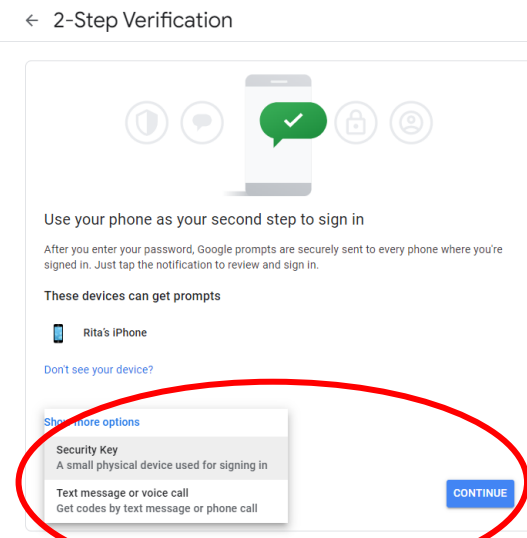 2-Step Verification
Use your phone as your second step to sign in
After you enter your password, Google prompts are securely sent to every phone where you're
signed in. Just tap the notification to review and sign in.
These devices can get prompts
Rita's iPhone
Don't see your device?
Show more options
Security Key
A small physical device used for signing in
Text message or voice call
Get codes by text message or phone call
CONTINUE